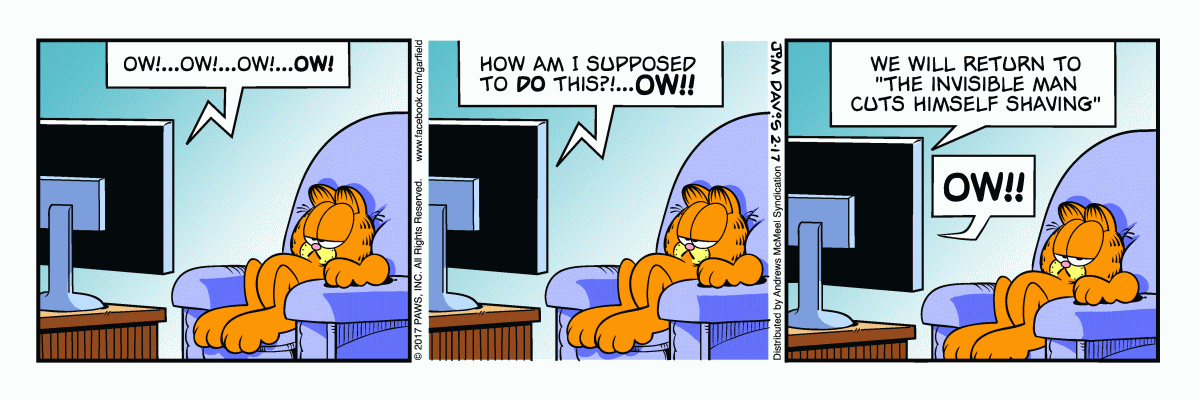 OW!...OW!...OW!...OW!
© 2017 PAWS, INC. All Rights Reserved. www.facebook.com/garfield
HOW AM I SUPPOSED
TO DO THIS?!...OW!!
JIM DAVIS 2-17
Distributed by Andrews McMeel Syndication
WE WILL RETURN TO
"THE INVISIBLE MAN
CUTS HIMSELF SHAVING"
OW!!